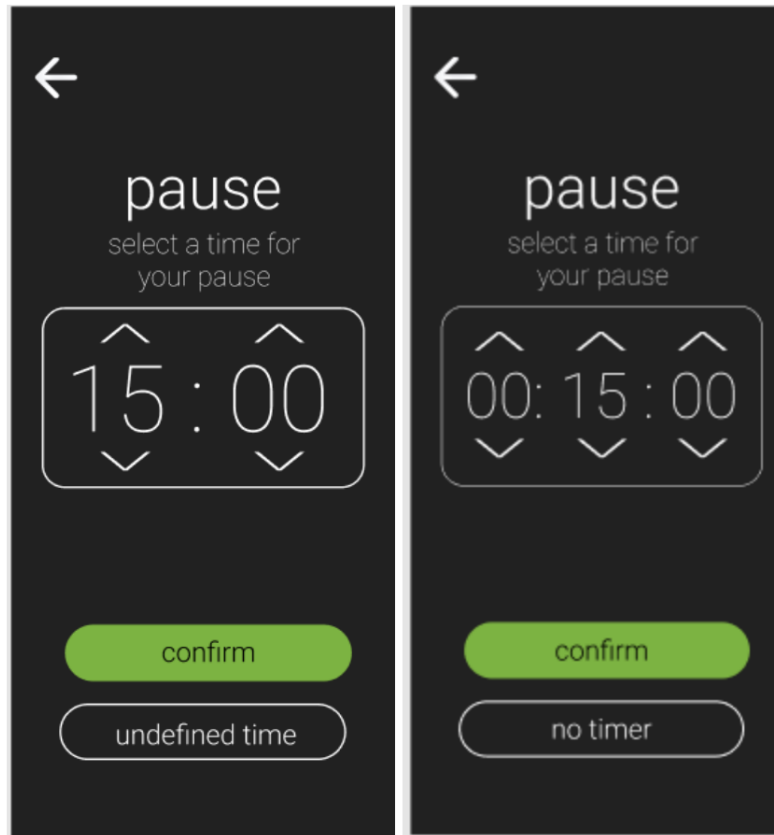 pause
select a time for
your pause
15 : 00
confirm
undefined time
pause
select a time for
your pause
00: 15 : 00
confirm
no timer